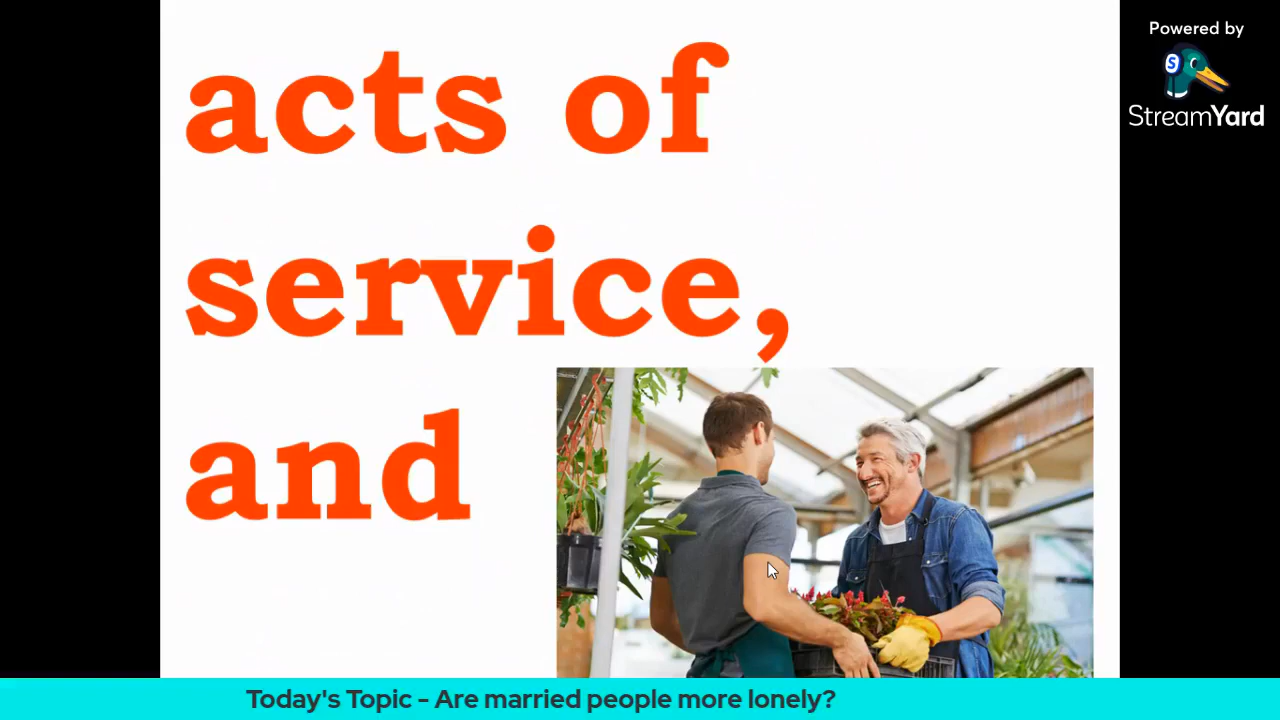 acts of
service,
and
Powered by
S
StreamYard
Today's Topic - Are married people more lonely?